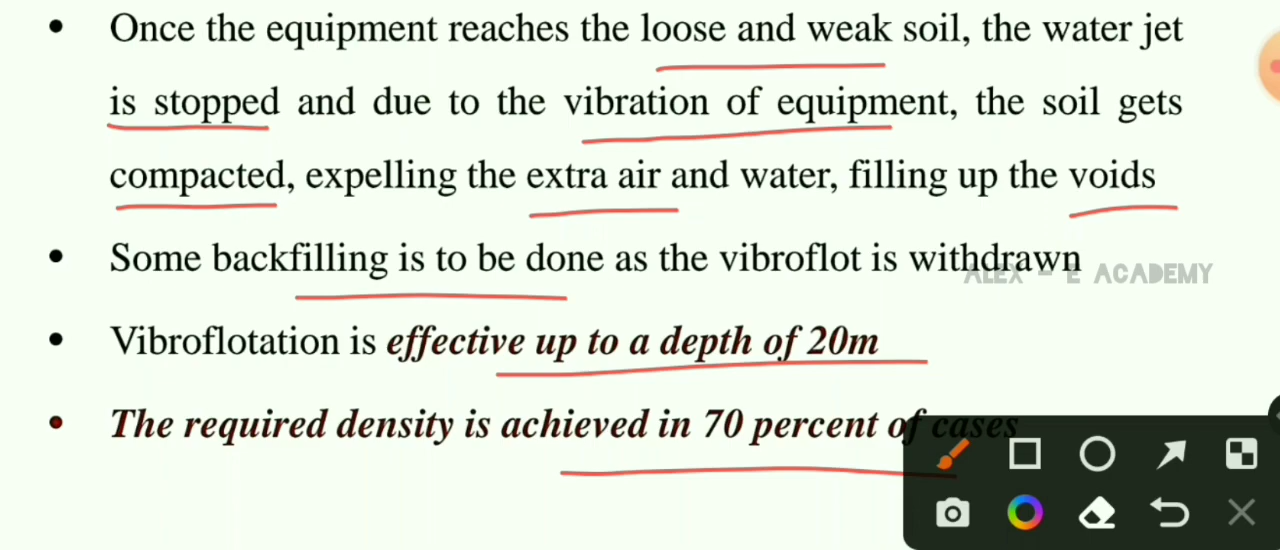 • Once the equipment reaches the loose and weak soil, the water jet
is stopped and due to the vibration of equipment, the soil gets
compacted, expelling the extra air and water, filling up the voids
• Some backfilling is to be done as the vibroflot is withdrawn
ALEX - E ACADEMY
• Vibroflotation is effective up to a depth of 20m
• The required density is achieved in 70 percent of cases